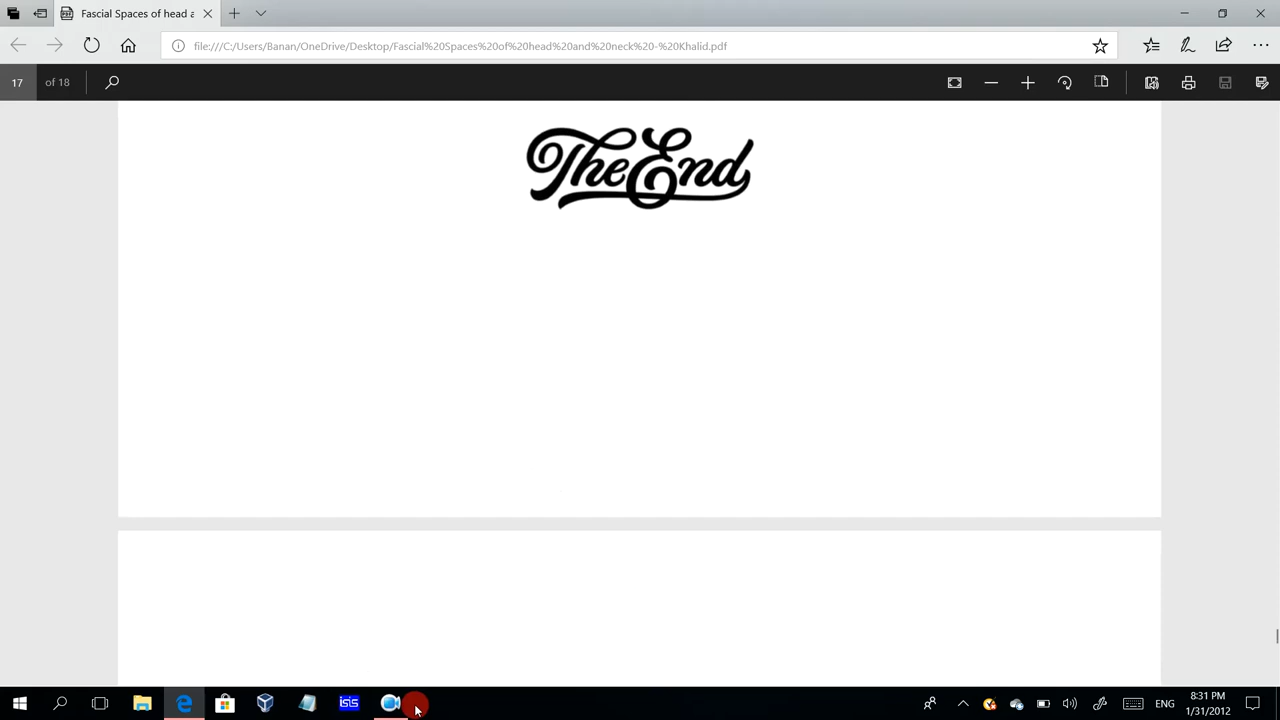 Fascial Spaces of head a
file:///C:/Users/Banan/OneDrive/Desktop/Fascial%20Spaces%20of%20head%20and%20neck%20-%20Khalid.pdf
17 of 18
The End
ISIS
ENG
8:31 PM
1/31/2012